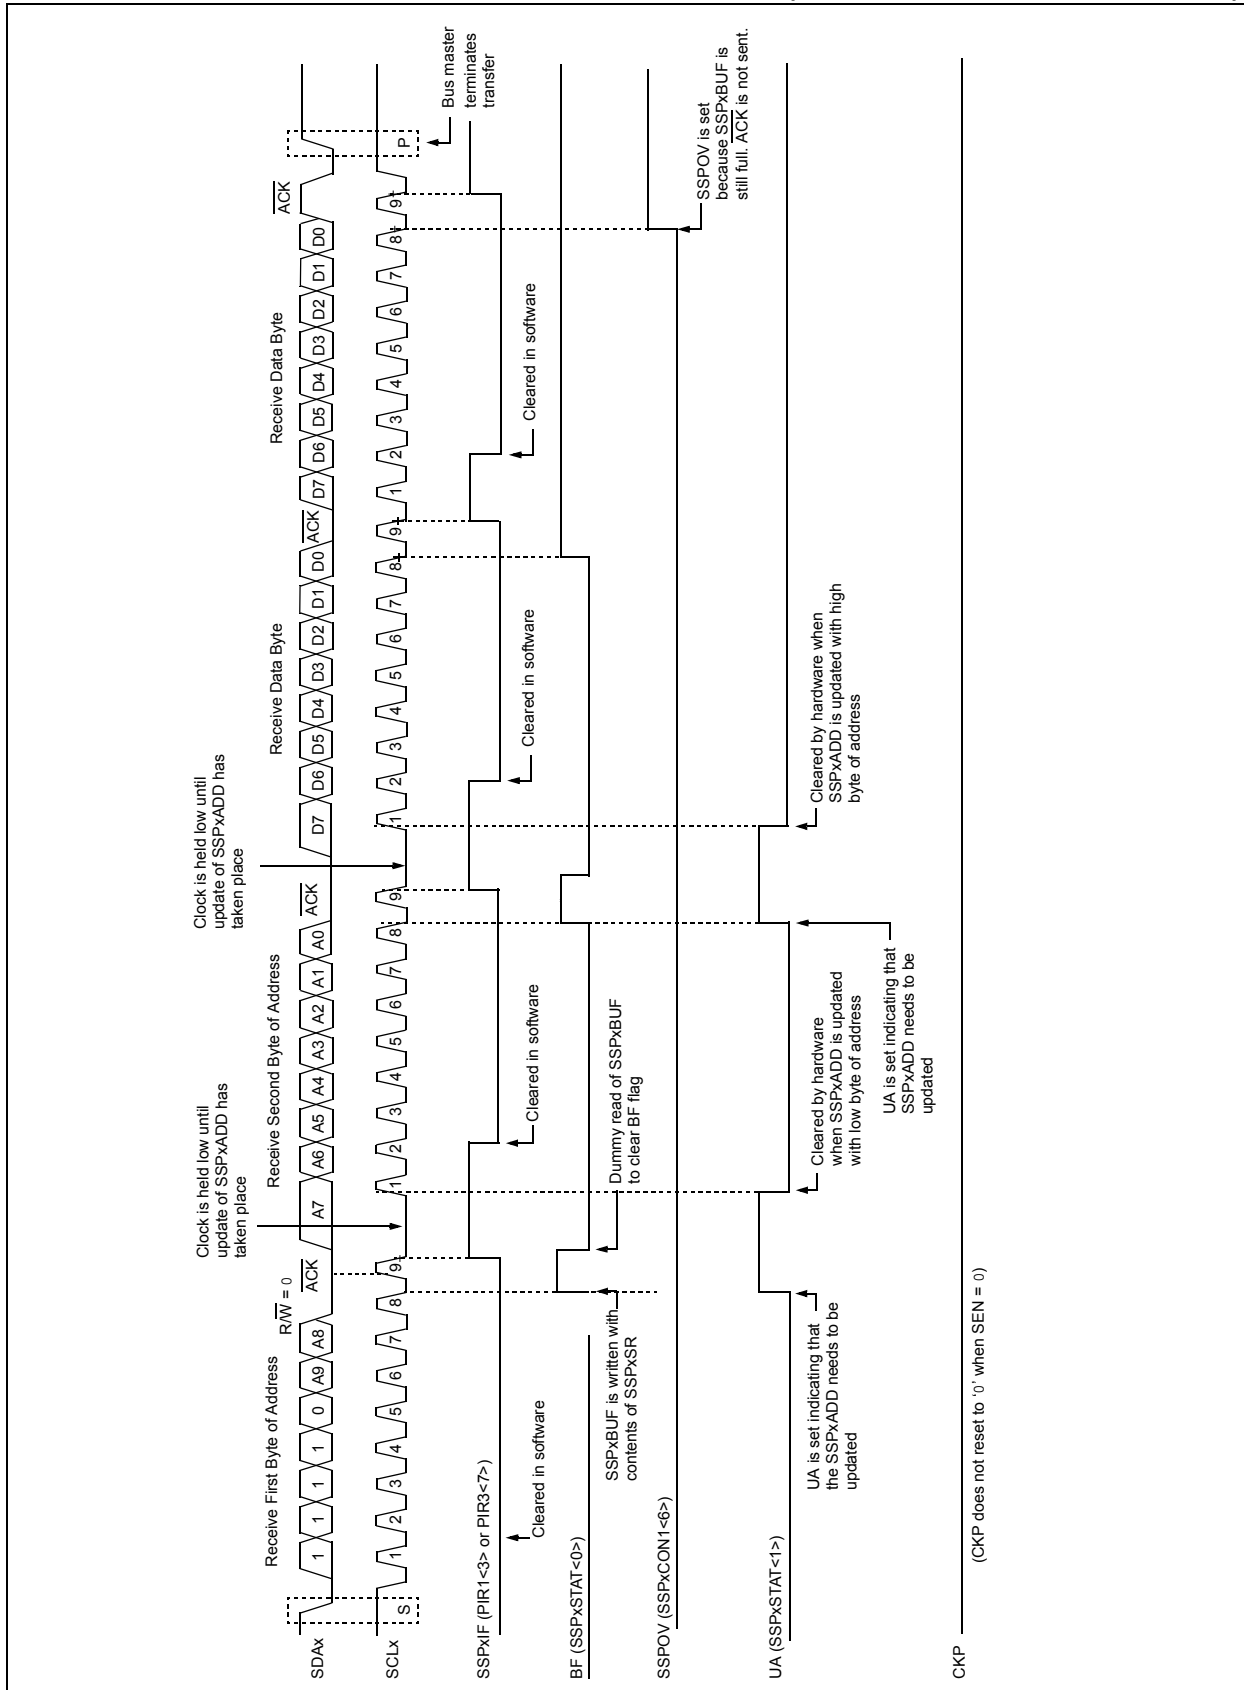 Receive First Byte of Address
R/W̅ = 0
A̅C̅K̅
Clock is held low until
update of SSPxADD has
taken place
Receive Second Byte of Address
A̅C̅K̅
Clock is held low until
update of SSPxADD has
taken place
Receive Data Byte
A̅C̅K̅
Receive Data Byte
A̅C̅K̅
SDAx
1 1 1 1 0 A9 A8
A7 A6 A5 A4 A3 A2 A1 A0
D7 D6 D5 D4 D3 D2 D1 D0
D7 D6 D5 D4 D3 D2 D1 D0
SCLx
S
1 2 3 4 5 6 7 8 9
1 2 3 4 5 6 7 8 9
1 2 3 4 5 6 7 8 9
1 2 3 4 5 6 7 8 9
P
Bus master
terminates
transfer
SSPxIF (PIR1<3> or PIR3<7>)
Cleared in software
Cleared in software
Cleared in software
Cleared in software
BF (SSPxSTAT<0>)
SSPxBUF is written with
contents of SSPxSR
Dummy read of SSPxBUF
to clear BF flag
SSPOV (SSPxCON1<6>)
SSPOV is set
because SSPxBUF is
still full. A̅C̅K̅ is not sent.
UA (SSPxSTAT<1>)
UA is set indicating that
the SSPxADD needs to be
updated
Cleared by hardware
when SSPxADD is updated
with low byte of address
UA is set indicating that
SSPxADD needs to be
updated
Cleared by hardware when
SSPxADD is updated with high
byte of address
CKP
(CKP does not reset to ‘0’ when SEN = 0)